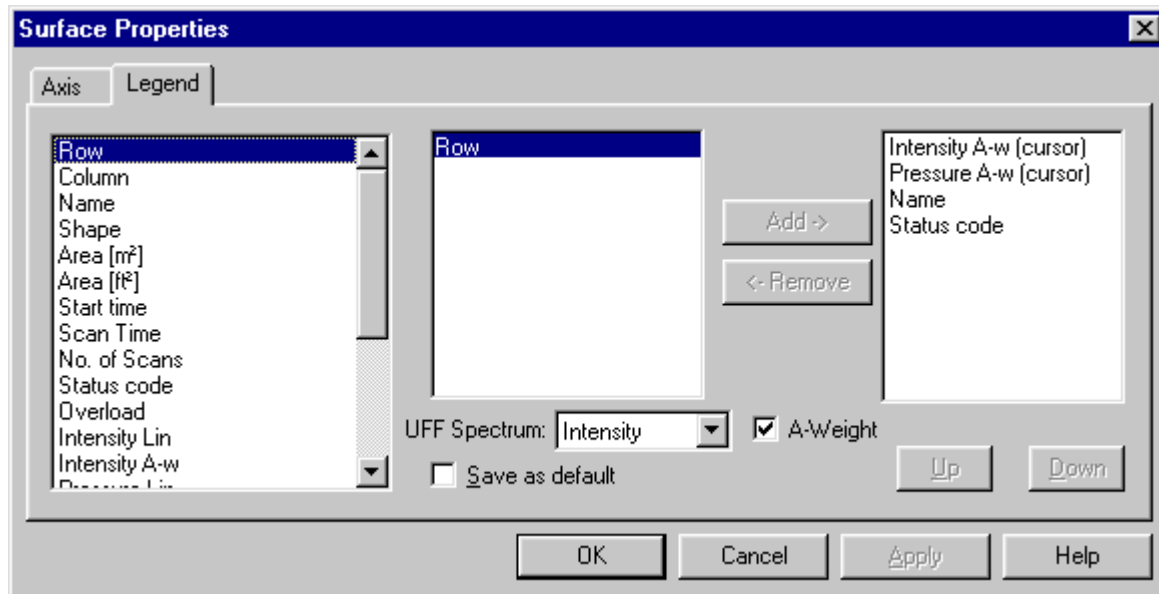 Surface Properties
Axis
Legend
Row
Column
Name
Shape
Area [m²]
Area [ft²]
Start time
Scan Time
No. of Scans
Status code
Overload
Intensity Lin
Intensity A-w
Pressure Lin
Row
Add ->
<- Remove
Intensity A-w (cursor)
Pressure A-w (cursor)
Name
Status code
UFF Spectrum: Intensity
A-Weight
Save as default
Up
Down
OK
Cancel
Apply
Help